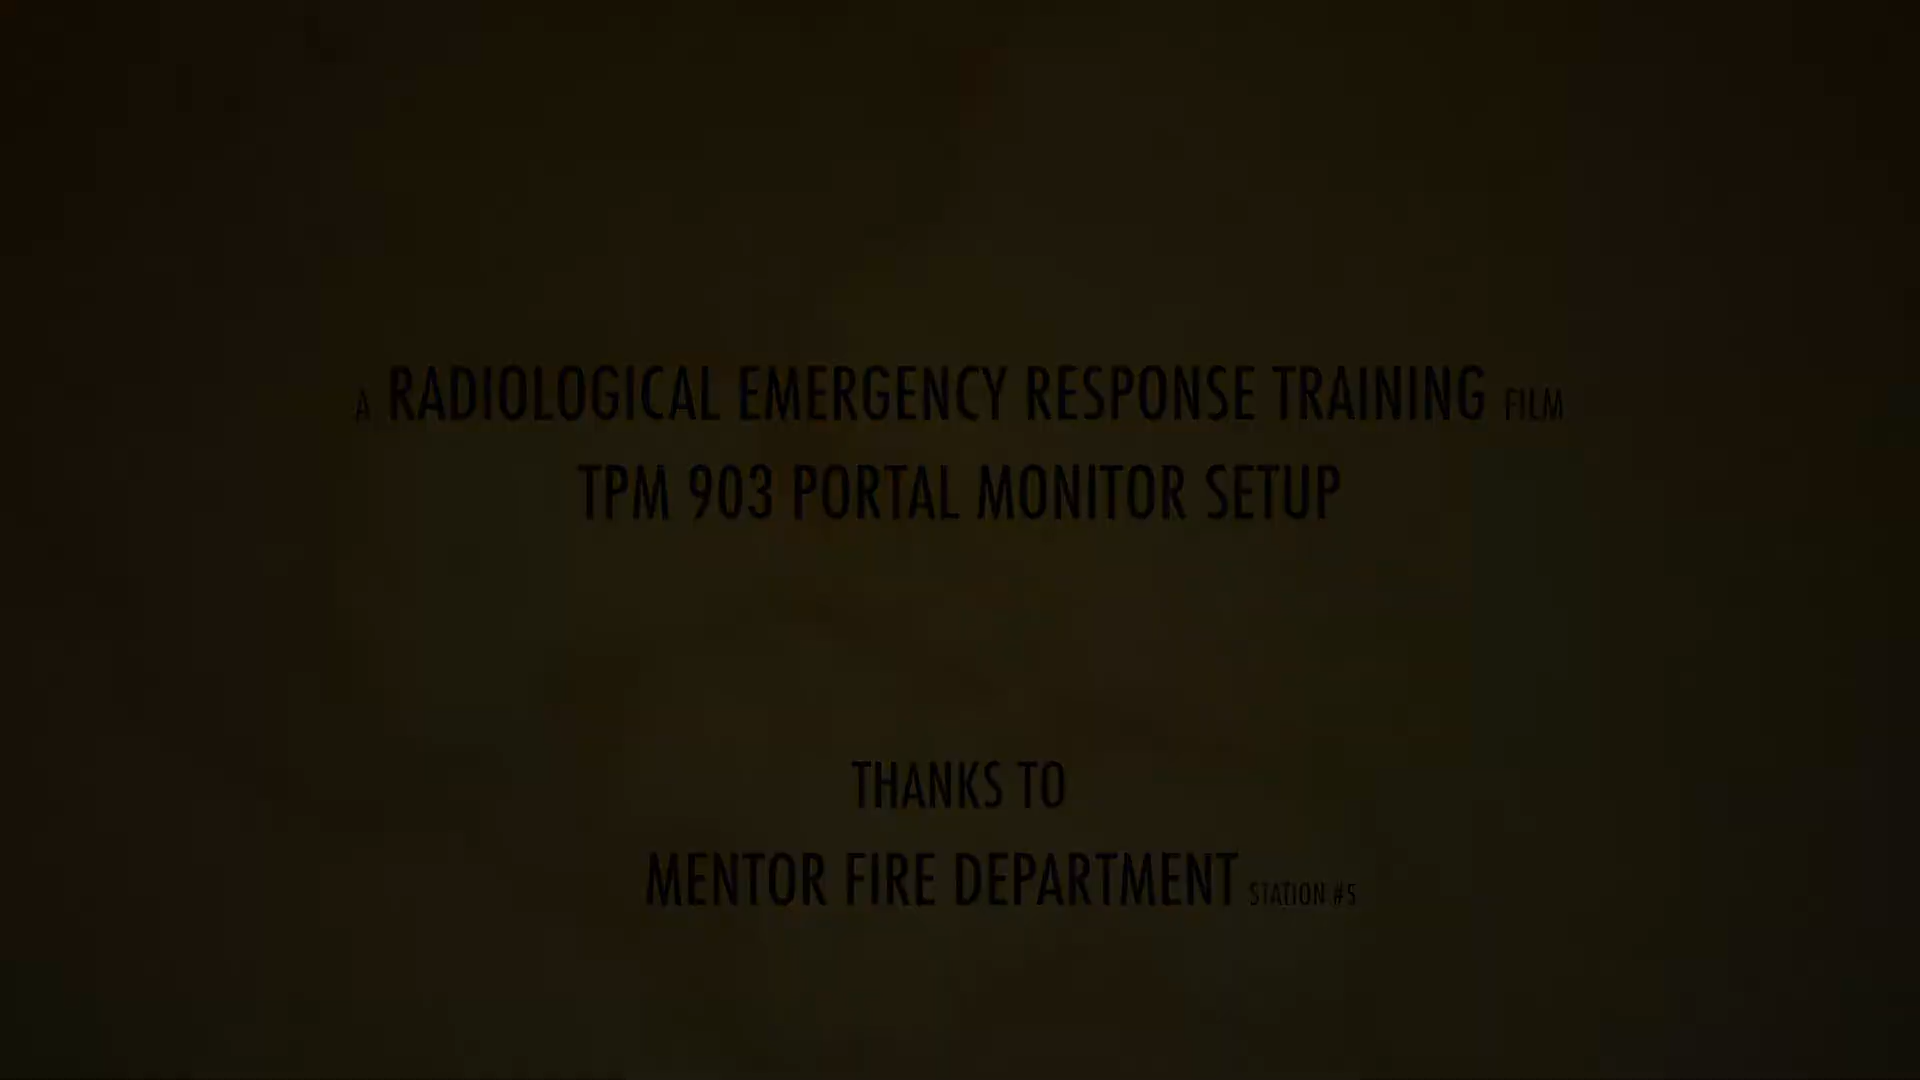 A RADIOLOGICAL EMERGENCY RESPONSE TRAINING FILM
TPM 903 PORTAL MONITOR SETUP
THANKS TO
MENTOR FIRE DEPARTMENT STATION #5